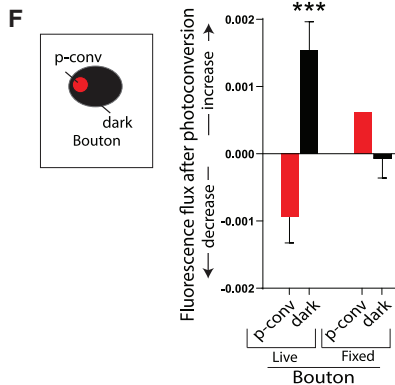 F
p-conv
dark
Bouton
Fluorescence flux after photoconversion
decrease
increase
***
0.002
0.001
0.000
-0.001
-0.002
p-conv
dark
p-conv
dark
Live
Fixed
Bouton